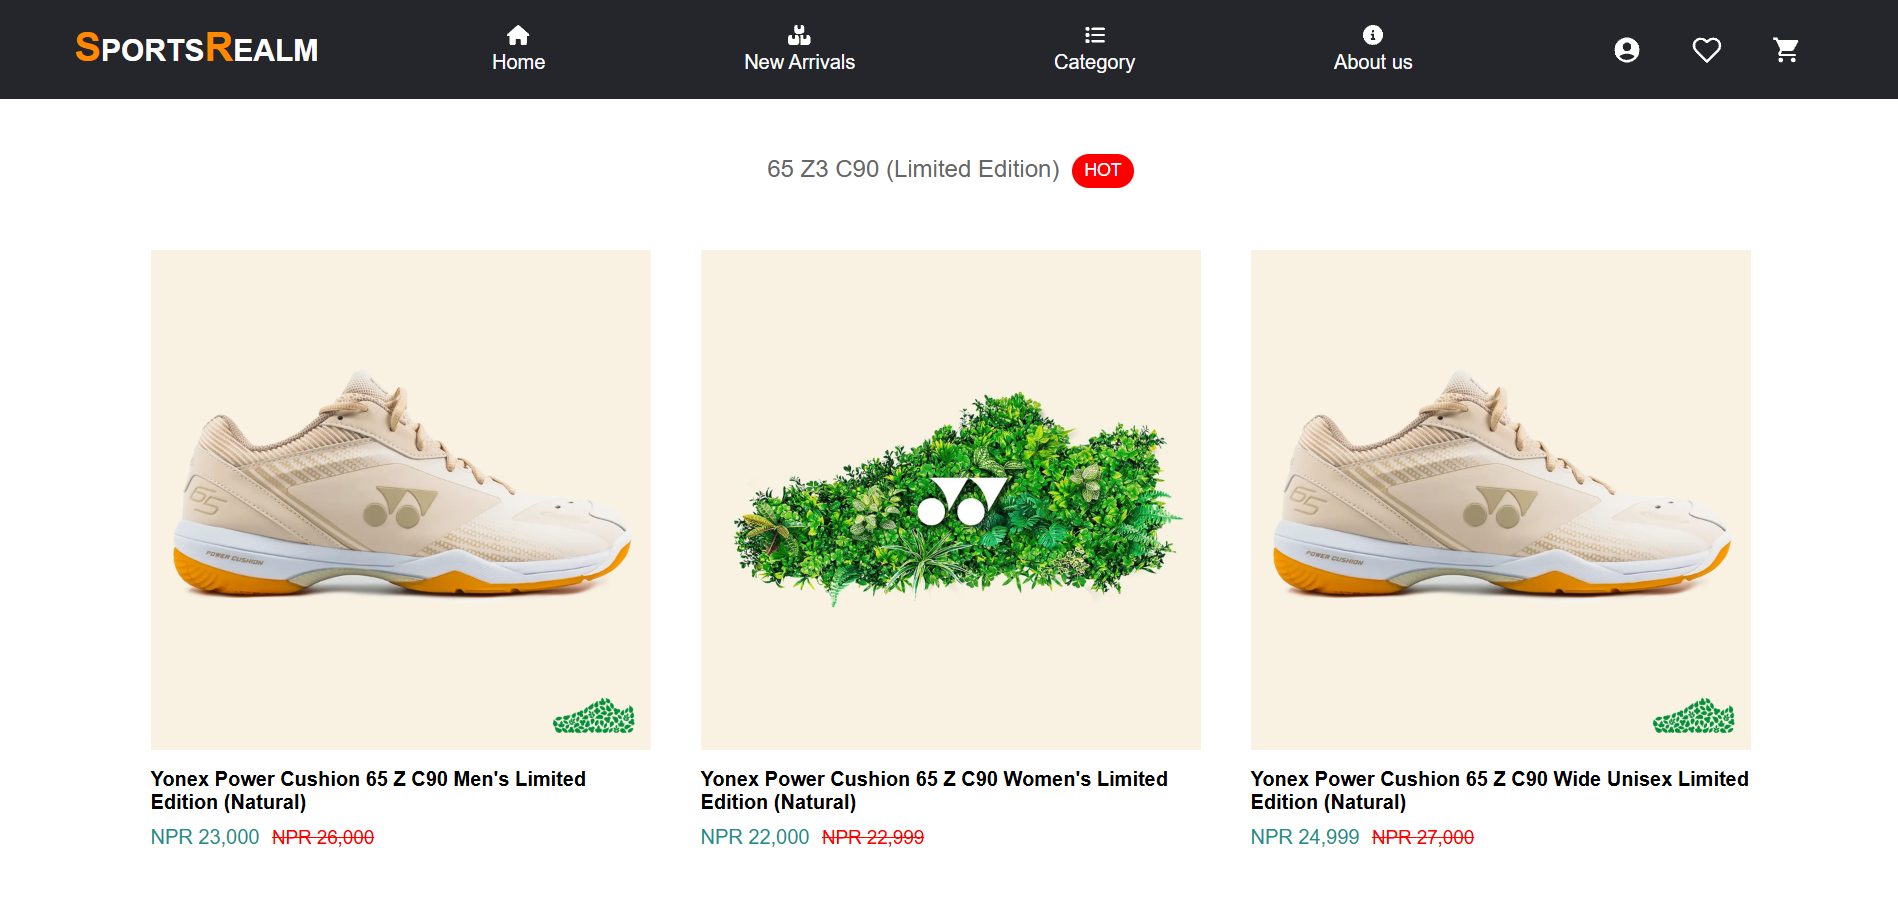 SPORTSREALM
Home
New Arrivals
Category
About us
65 Z3 C90 (Limited Edition) HOT
65
POWER CUSHION
65
POWER CUSHION
Yonex Power Cushion 65 Z C90 Men's Limited
Edition (Natural)
NPR 23,000 NPR 26,000
Yonex Power Cushion 65 Z C90 Women's Limited
Edition (Natural)
NPR 22,000 NPR 22,999
Yonex Power Cushion 65 Z C90 Wide Unisex Limited
Edition (Natural)
NPR 24,999 NPR 27,000